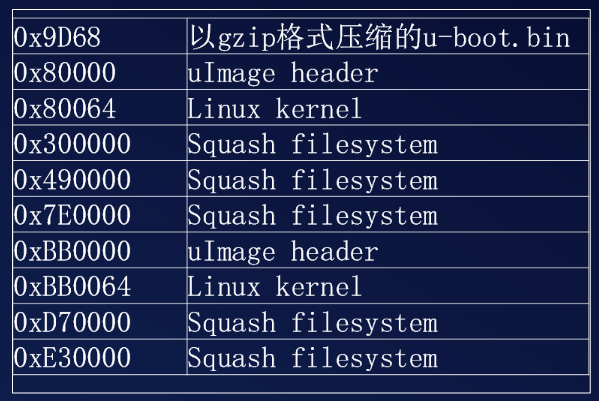 0x9D68 以gzip格式压缩的u-boot.bin
0x80000 uImage header
0x80064 Linux kernel
0x300000 Squash filesystem
0x490000 Squash filesystem
0x7E0000 Squash filesystem
0xBB0000 uImage header
0xBB0064 Linux kernel
0xD70000 Squash filesystem
0xE30000 Squash filesystem